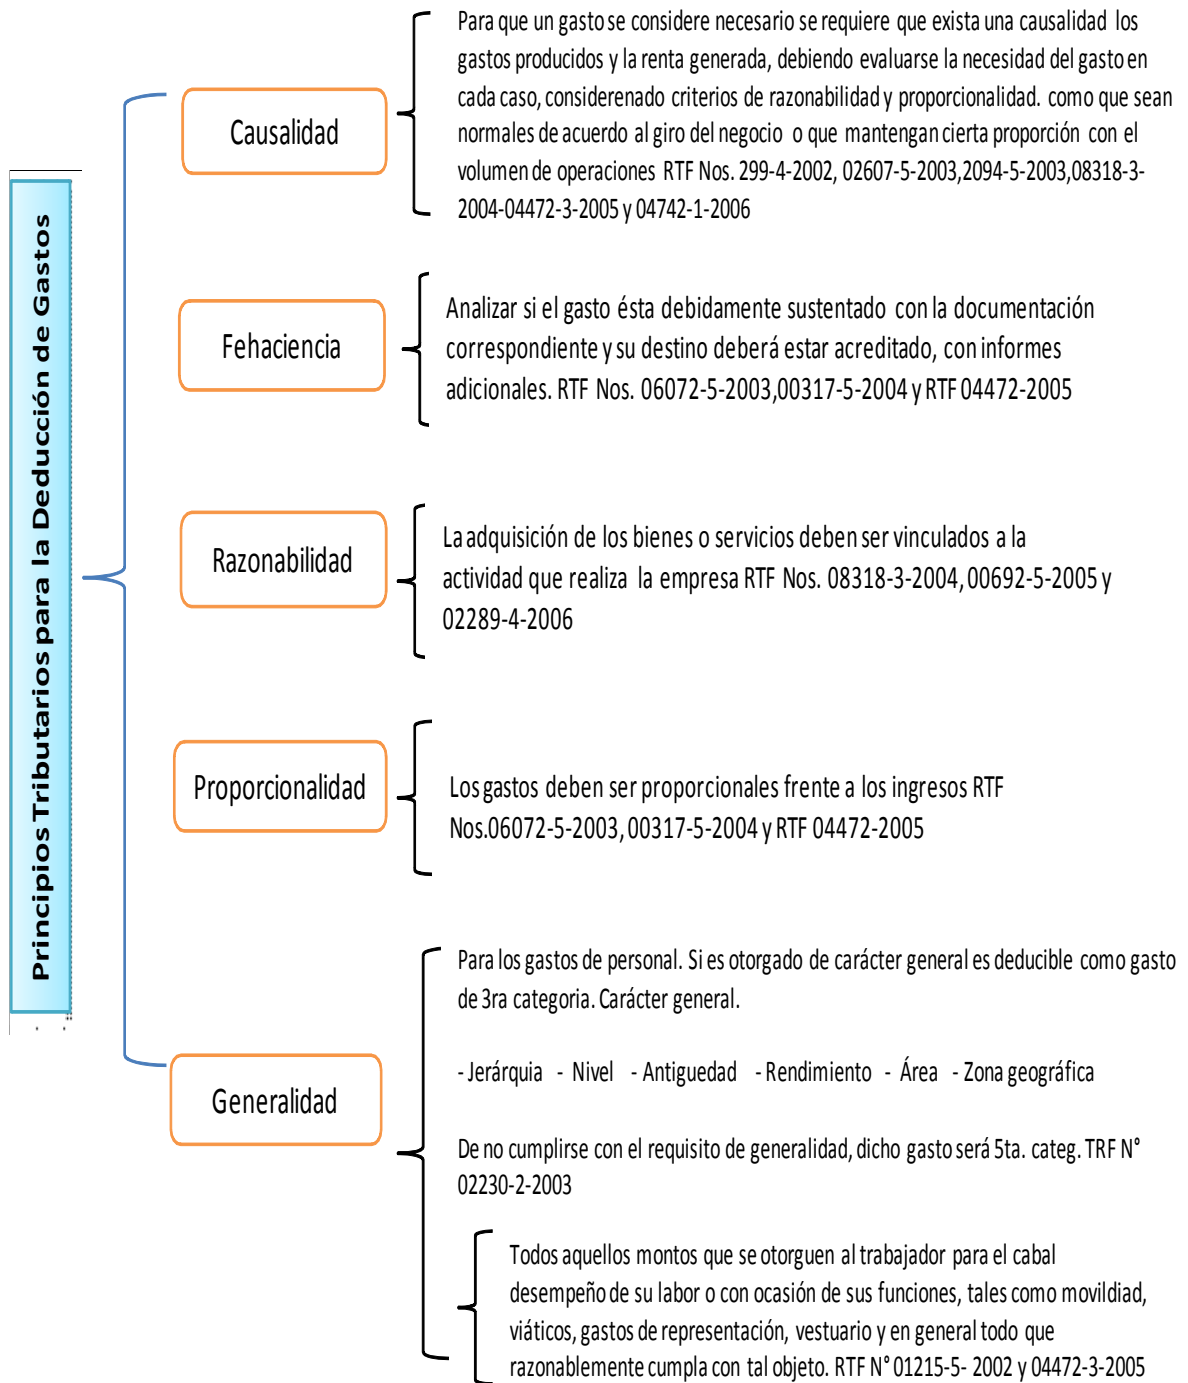 Principios Tributarios para la Deducción de Gastos
Causalidad
Para que un gasto se considere necesario se requiere que exista una causalidad los
gastos producidos y la renta generada, debiendo evaluarse la necesidad del gasto en
cada caso, considerenado criterios de razonabilidad y proporcionalidad. como que sean
normales de acuerdo al giro del negocio o que mantengan cierta proporción con el
volumen de operaciones RTF Nos. 299-4-2002, 02607-5-2003,2094-5-2003,08318-3-
2004-04472-3-2005 y 04742-1-2006
Fehaciencia
Analizar si el gasto ésta debidamente sustentado con la documentación
correspondiente y su destino deberá estar acreditado, con informes
adicionales. RTF Nos. 06072-5-2003,00317-5-2004 y RTF 04472-2005
Razonabilidad
La adquisición de los bienes o servicios deben ser vinculados a la
actividad que realiza la empresa RTF Nos. 08318-3-2004, 00692-5-2005 y
02289-4-2006
Proporcionalidad
Los gastos deben ser proporcionales frente a los ingresos RTF
Nos.06072-5-2003, 00317-5-2004 y RTF 04472-2005
Generalidad
Para los gastos de personal. Si es otorgado de carácter general es deducible como gasto
de 3ra categoria. Carácter general.
- Jerárquia - Nivel - Antiguedad - Rendimiento - Área - Zona geográfica
De no cumplirse con el requisito de generalidad, dicho gasto será 5ta. categ. TRF N°
02230-2-2003
Todos aquellos montos que se otorguen al trabajador para el cabal
desempeño de su labor o con ocasión de sus funciones, tales como movildiad,
viáticos, gastos de representación, vestuario y en general todo que
razonablemente cumpla con tal objeto. RTF N° 01215-5- 2002 y 04472-3-2005